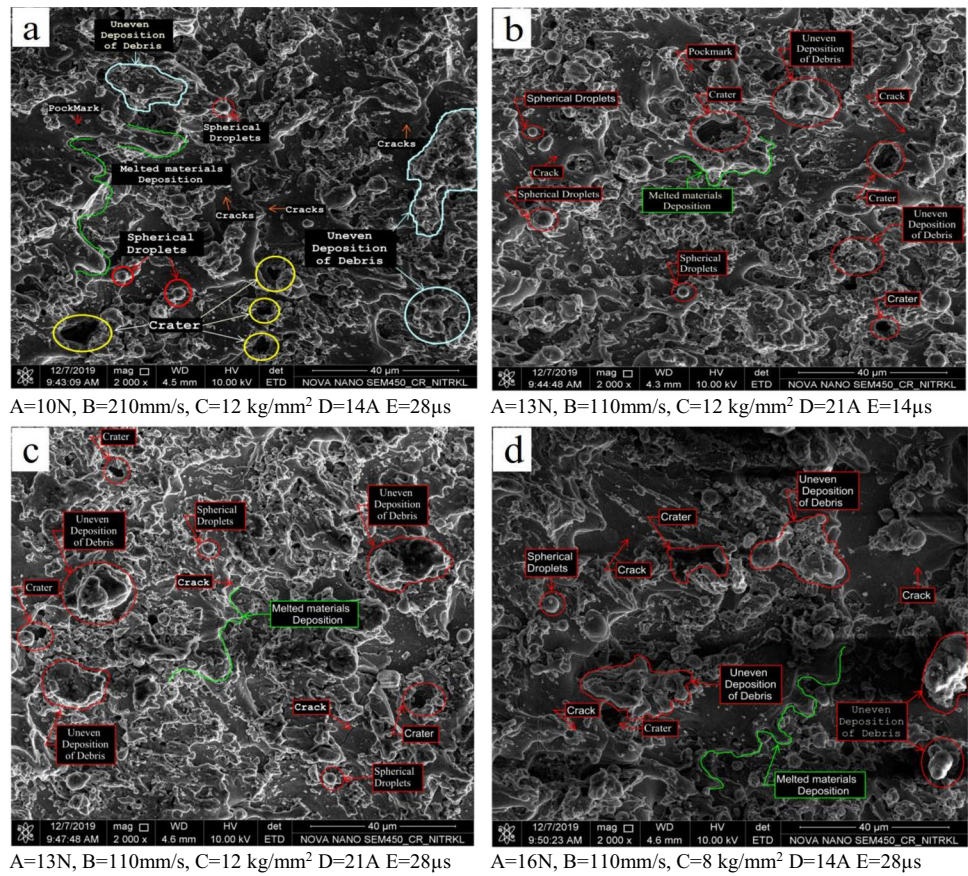 a
Uneven
Deposition
of Debris
PockMark
Spherical
Droplets
Melted materials
Deposition
Cracks
Cracks
Cracks
Spherical
Droplets
Uneven
Deposition
of Debris
Crater
12/7/2019
9:43:09 AM
mag
2 000 x
WD
4.5 mm
HV
10.00 kV
det
ETD
40 µm
NOVA NANO SEM450_CR_NITRKL
A=10N, B=210mm/s, C=12 kg/mm² D=14A E=28µs
b
Pockmark
Uneven
Deposition
of Debris
Spherical Droplets
Crater
Crack
Crack
Spherical Droplets
Melted materials
Deposition
Crater
Uneven
Deposition
of Debris
Spherical
Droplets
Crater
12/7/2019
9:44:48 AM
mag
2 000 x
WD
4.3 mm
HV
10.00 kV
det
ETD
40 µm
NOVA NANO SEM450_CR_NITRKL
A=13N, B=110mm/s, C=12 kg/mm² D=21A E=14µs
c
Crater
Uneven
Deposition
of Debris
Spherical
Droplets
Uneven
Deposition
of Debris
Crater
Crack
Melted materials
Deposition
Uneven
Deposition
of Debris
Crack
Crater
Spherical
Droplets
12/7/2019
9:47:48 AM
mag
2 000 x
WD
4.6 mm
HV
10.00 kV
det
ETD
40 µm
NOVA NANO SEM450_CR_NITRKL
A=13N, B=110mm/s, C=12 kg/mm² D=21A E=28µs
d
Uneven
Deposition
of Debris
Crater
Spherical
Droplets
Crack
Crack
Uneven
Deposition
of Debris
Crack
Crater
Uneven
Deposition
of Debris
Melted materials
Deposition
12/7/2019
9:50:23 AM
mag
2 000 x
WD
4.6 mm
HV
10.00 kV
det
ETD
40 µm
NOVA NANO SEM450_CR_NITRKL
A=16N, B=110mm/s, C=8 kg/mm² D=14A E=28µs